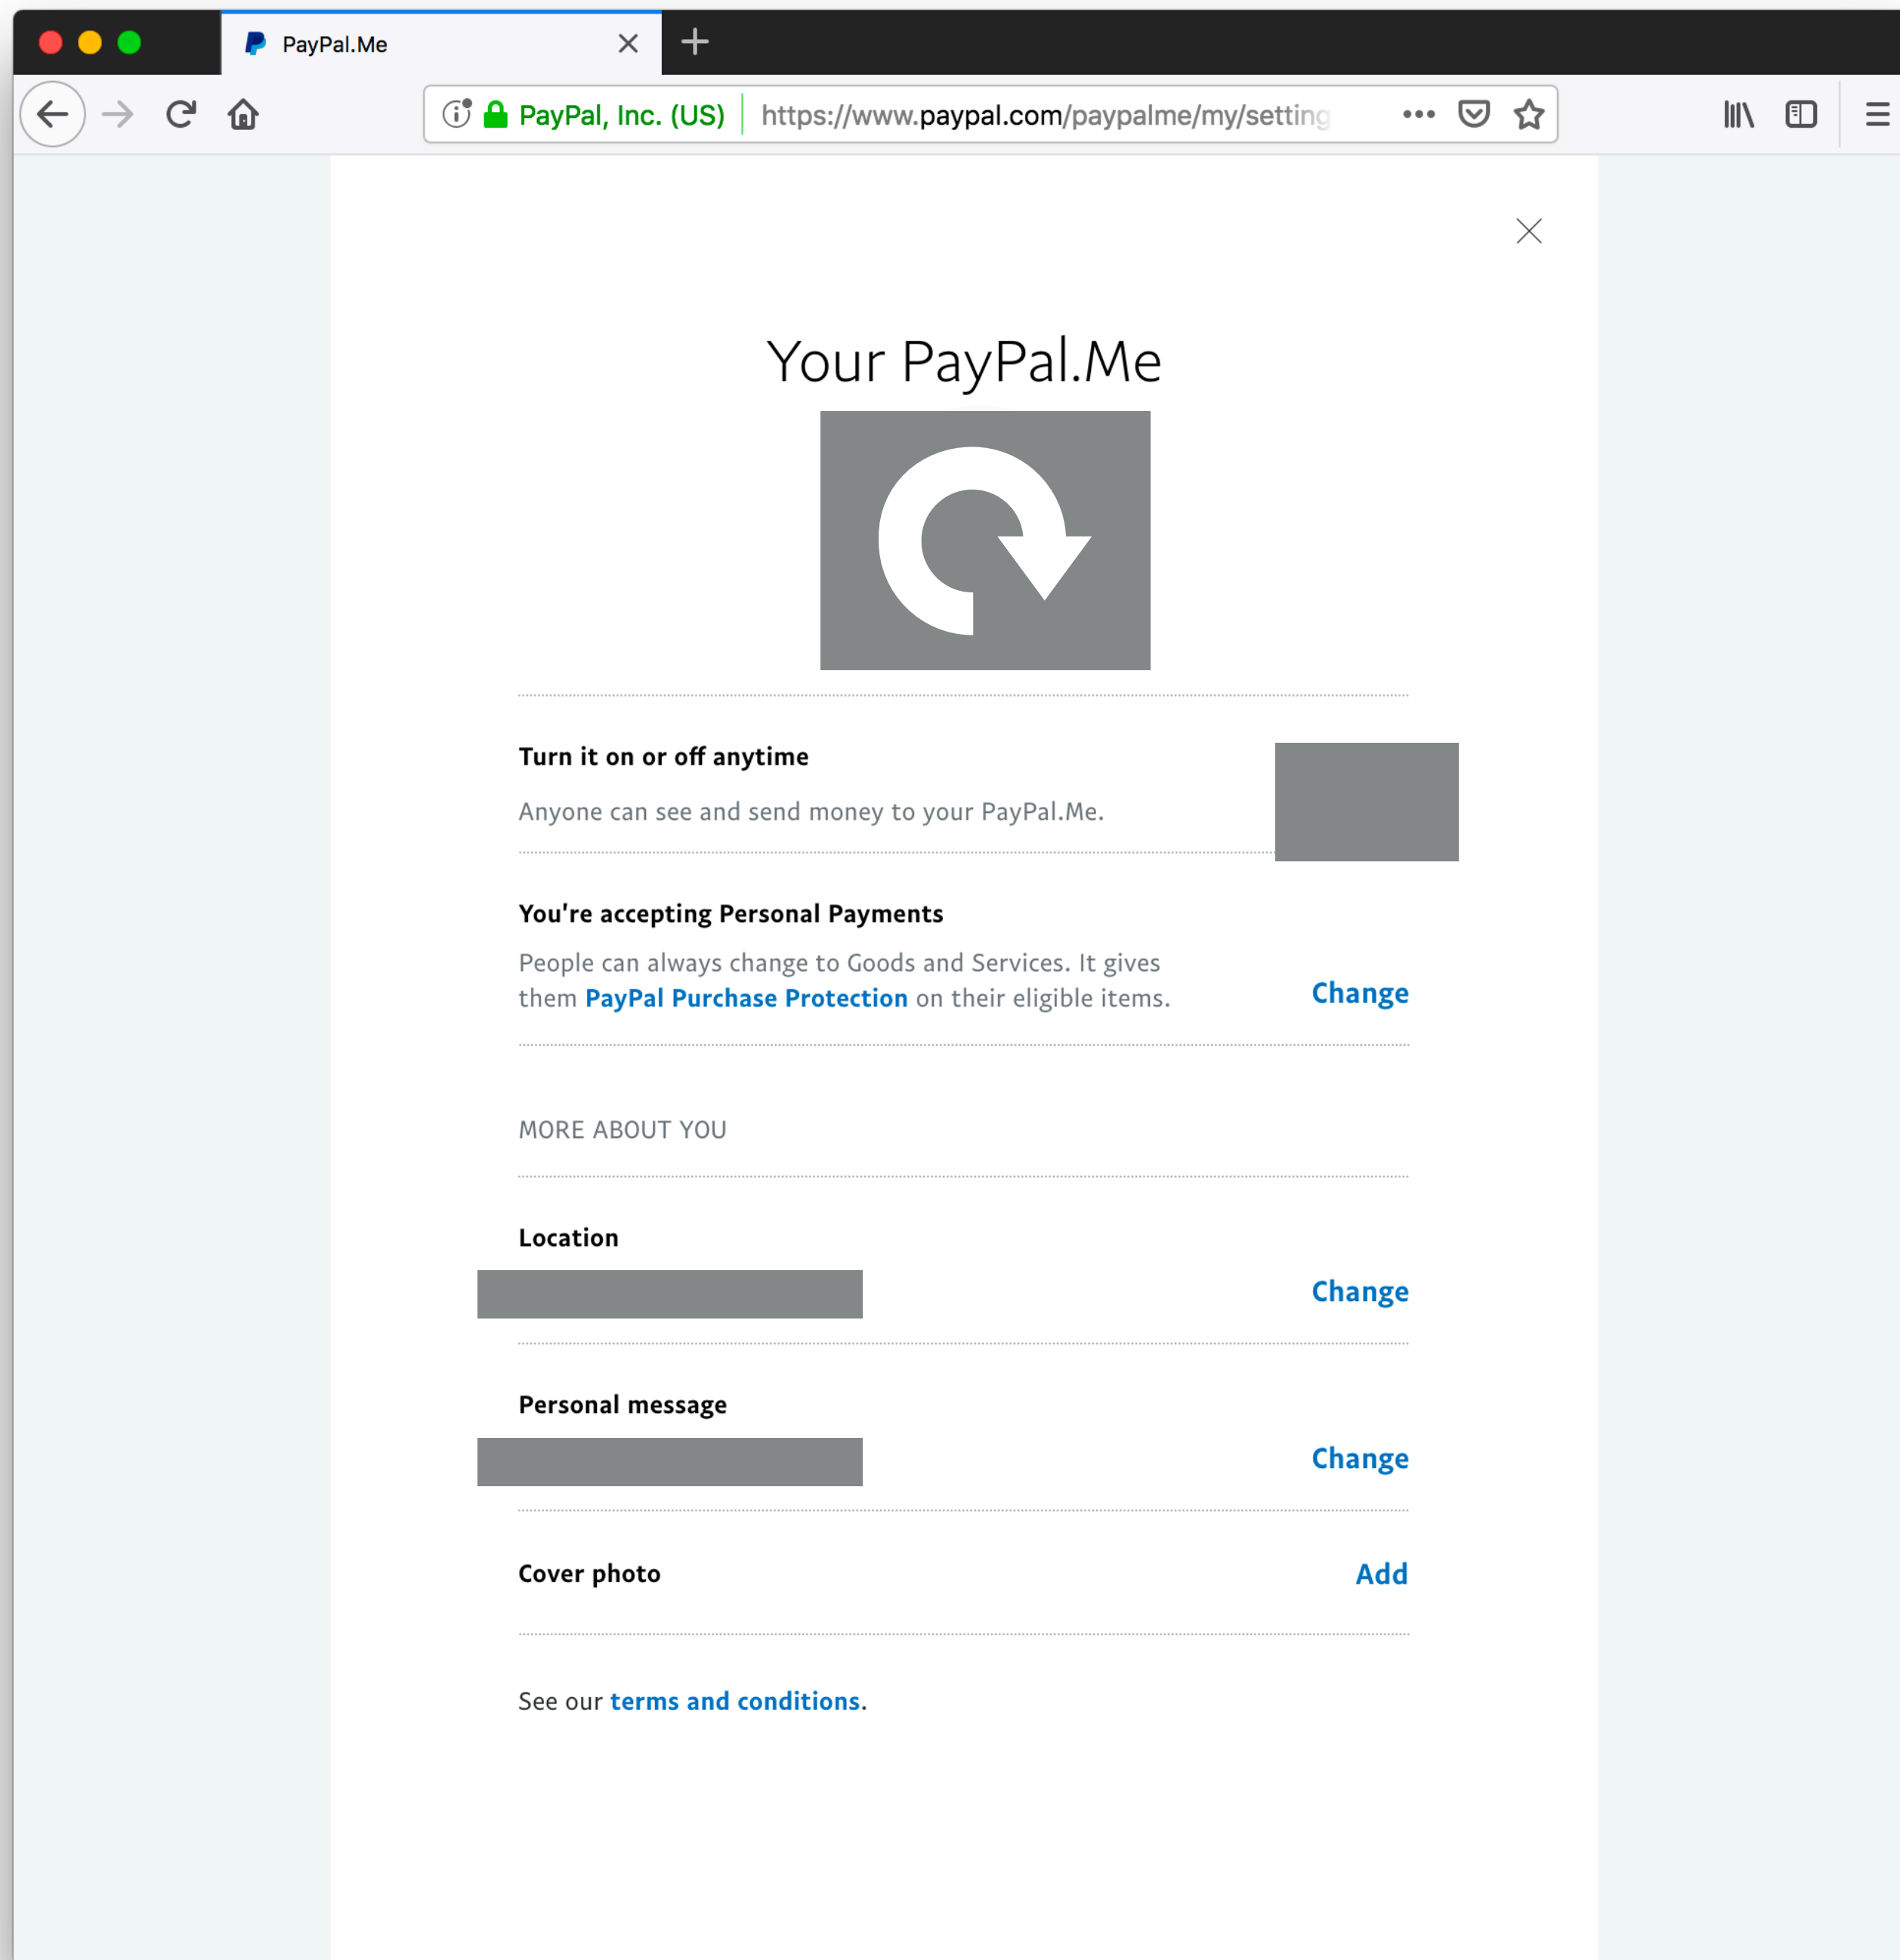 PayPal.Me
PayPal, Inc. (US) https://www.paypal.com/paypalme/my/setting
Your PayPal.Me
Turn it on or off anytime
Anyone can see and send money to your PayPal.Me.
You're accepting Personal Payments
People can always change to Goods and Services. It gives
them PayPal Purchase Protection on their eligible items.
Change
MORE ABOUT YOU
Location
Change
Personal message
Change
Cover photo
Add
See our terms and conditions.